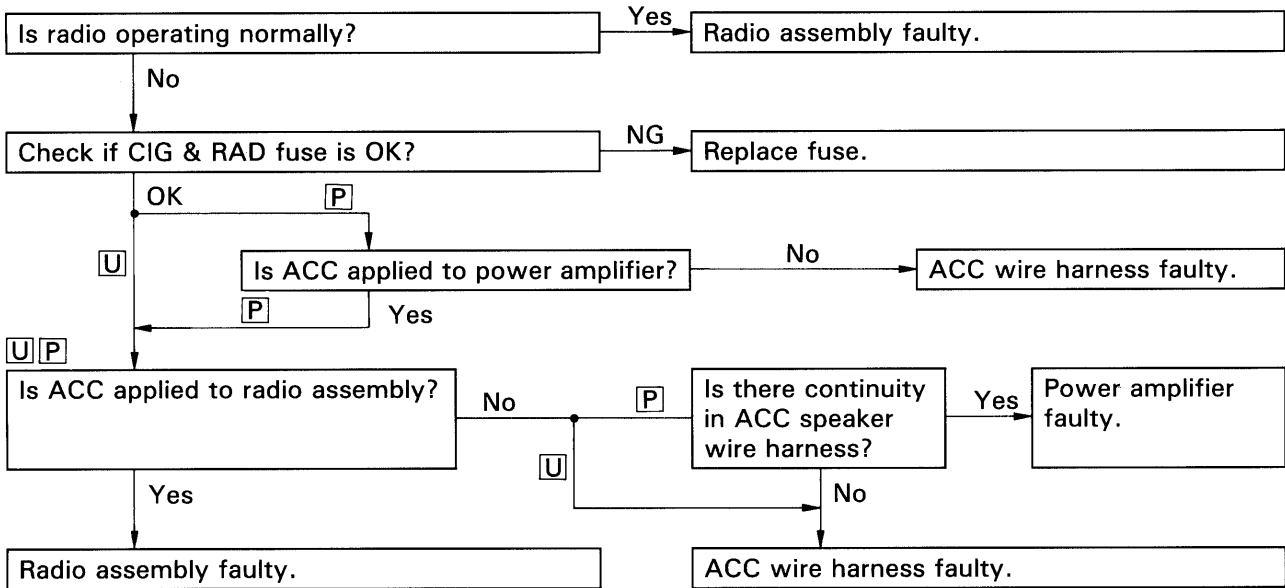 Is radio operating normally?
Yes
Radio assembly faulty.
No
Check if CIG & RAD fuse is OK?
NG
Replace fuse.
OK
P
U
Is ACC applied to power amplifier?
No
ACC wire harness faulty.
P
Yes
U P
Is ACC applied to radio assembly?
No
P
U
Is there continuity
in ACC speaker
wire harness?
Yes
Power amplifier
faulty.
Yes
No
Radio assembly faulty.
ACC wire harness faulty.